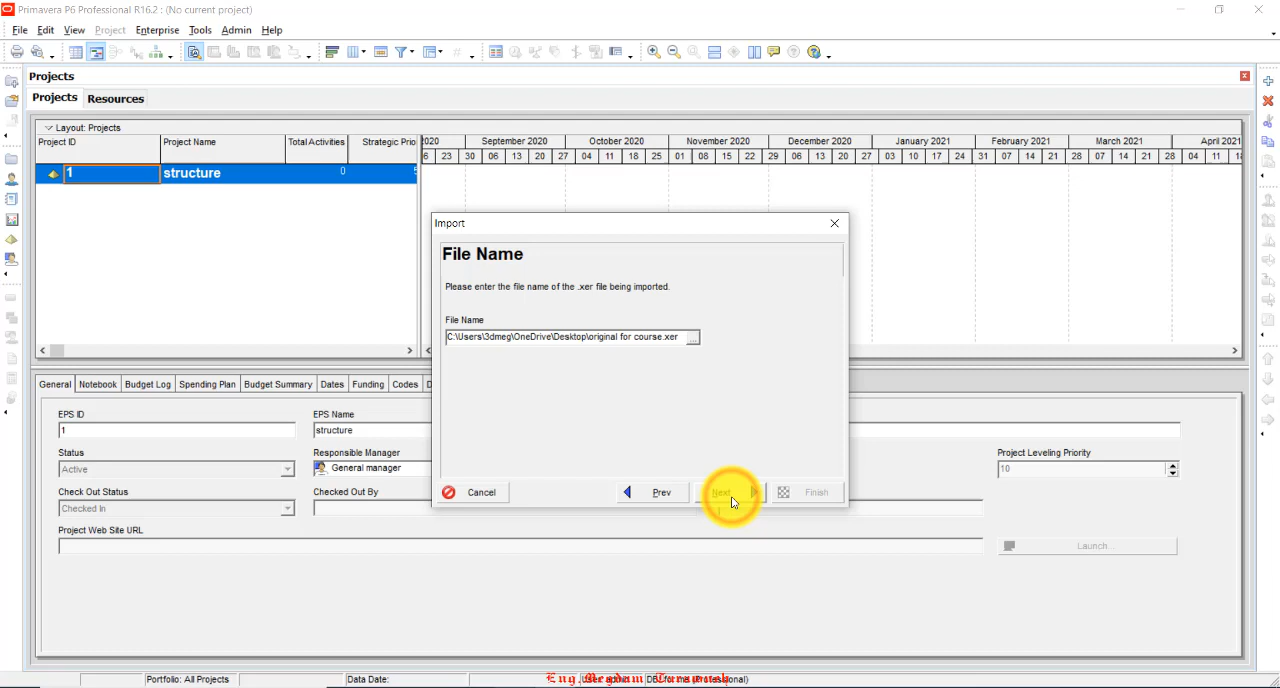 Primavera P6 Professional R16.2 : (No current project)
File Edit View Project Enterprise Tools Admin Help
Projects
Projects Resources
Layout: Projects
Project ID Project Name Total Activities Strategic Prio 2020 September 2020 October 2020 November 2020 December 2020 January 2021 February 2021 March 2021 April 2021
6 23 30 06 13 20 27 04 11 18 25 01 08 15 22 29 06 13 20 27 03 10 17 24 31 07 14 21 28 07 14 21 28 04 11 18
1 structure 0 5
Import
File Name
Please enter the file name of the .xer file being imported.
File Name
C:\Users\3dmeg\OneDrive\Desktop\original for course.xer ...
Cancel Prev Next Finish
General Notebook Budget Log Spending Plan Budget Summary Dates Funding Codes D
EPS ID EPS Name
1 structure
Status Responsible Manager Project Leveling Priority
Active General manager 10
Check Out Status Checked Out By
Checked In
Project Web Site URL
Launch...
Portfolio: All Projects Data Date: